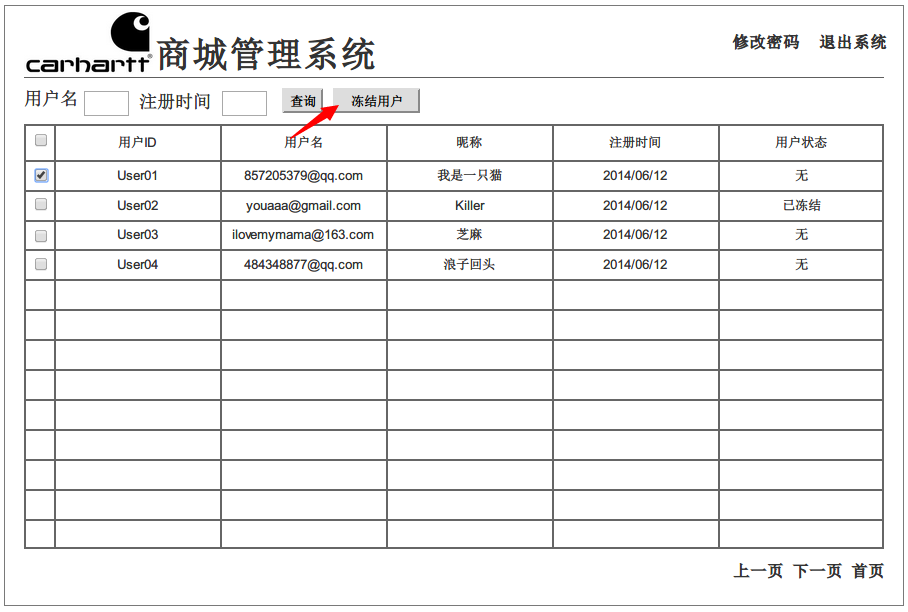 carhartt 商城管理系统 修改密码 退出系统
用户名 注册时间 查询 冻结用户
用户ID 用户名 昵称 注册时间 用户状态
User01 857205379@qq.com 我是一只猫 2014/06/12 无
User02 youaaa@gmail.com Killer 2014/06/12 已冻结
User03 ilovemymama@163.com 芝麻 2014/06/12 无
User04 484348877@qq.com 浪子回头 2014/06/12 无
上一页 下一页 首页